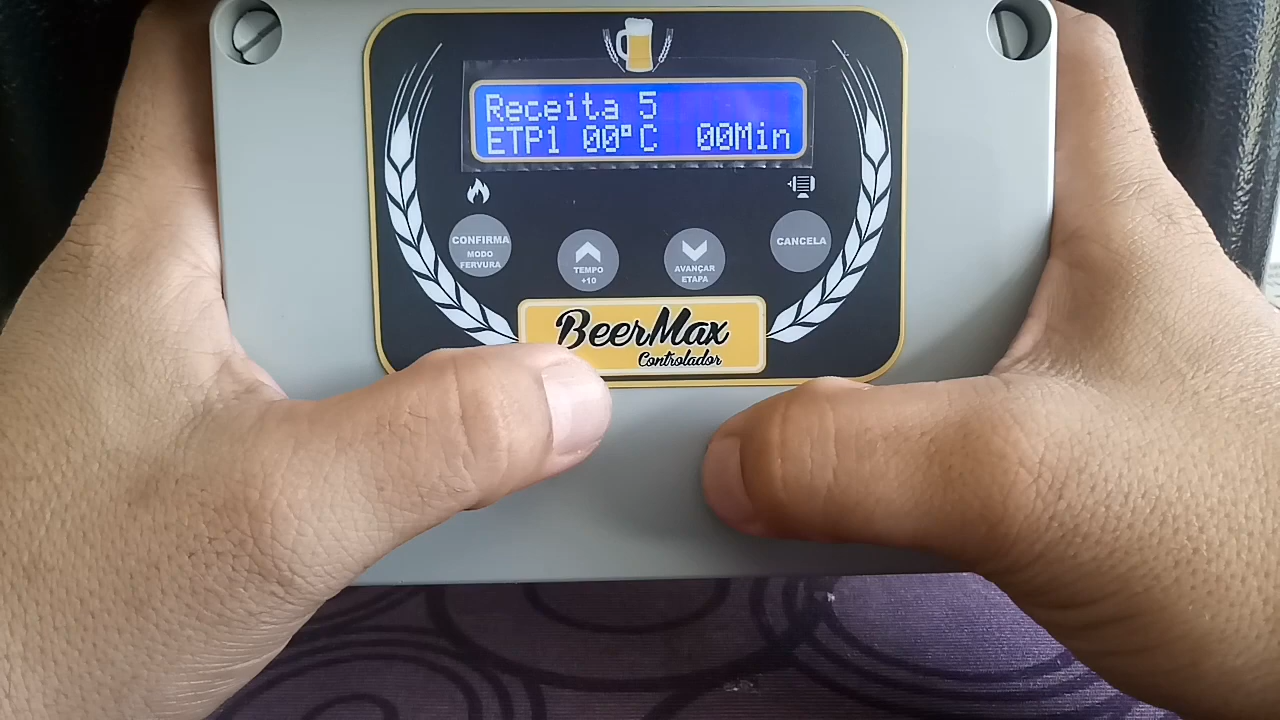 Receita 5
ETP1 00°C 00Min
CONFIRMA
MODO
FERVURA
TEMPO
+10
AVANÇAR
ETAPA
CANCELA
BeerMax
Controlador